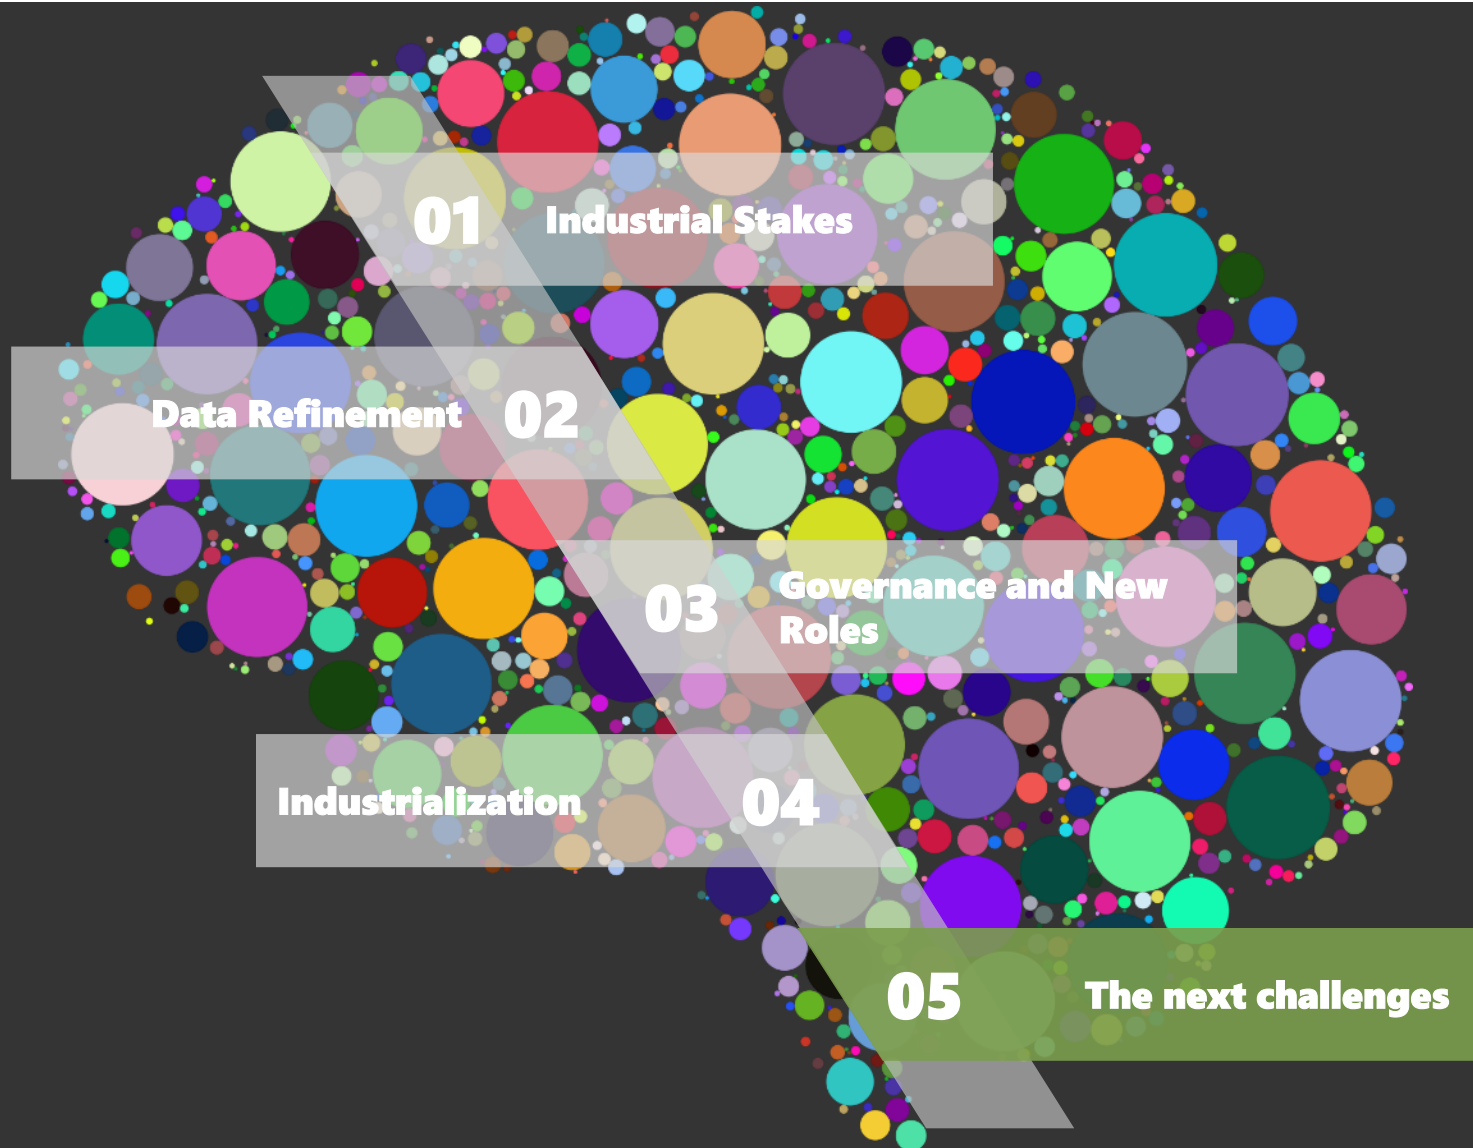 01 Industrial Stakes
Data Refinement 02
03 Governance and New
Roles
Industrialization 04
05 The next challenges